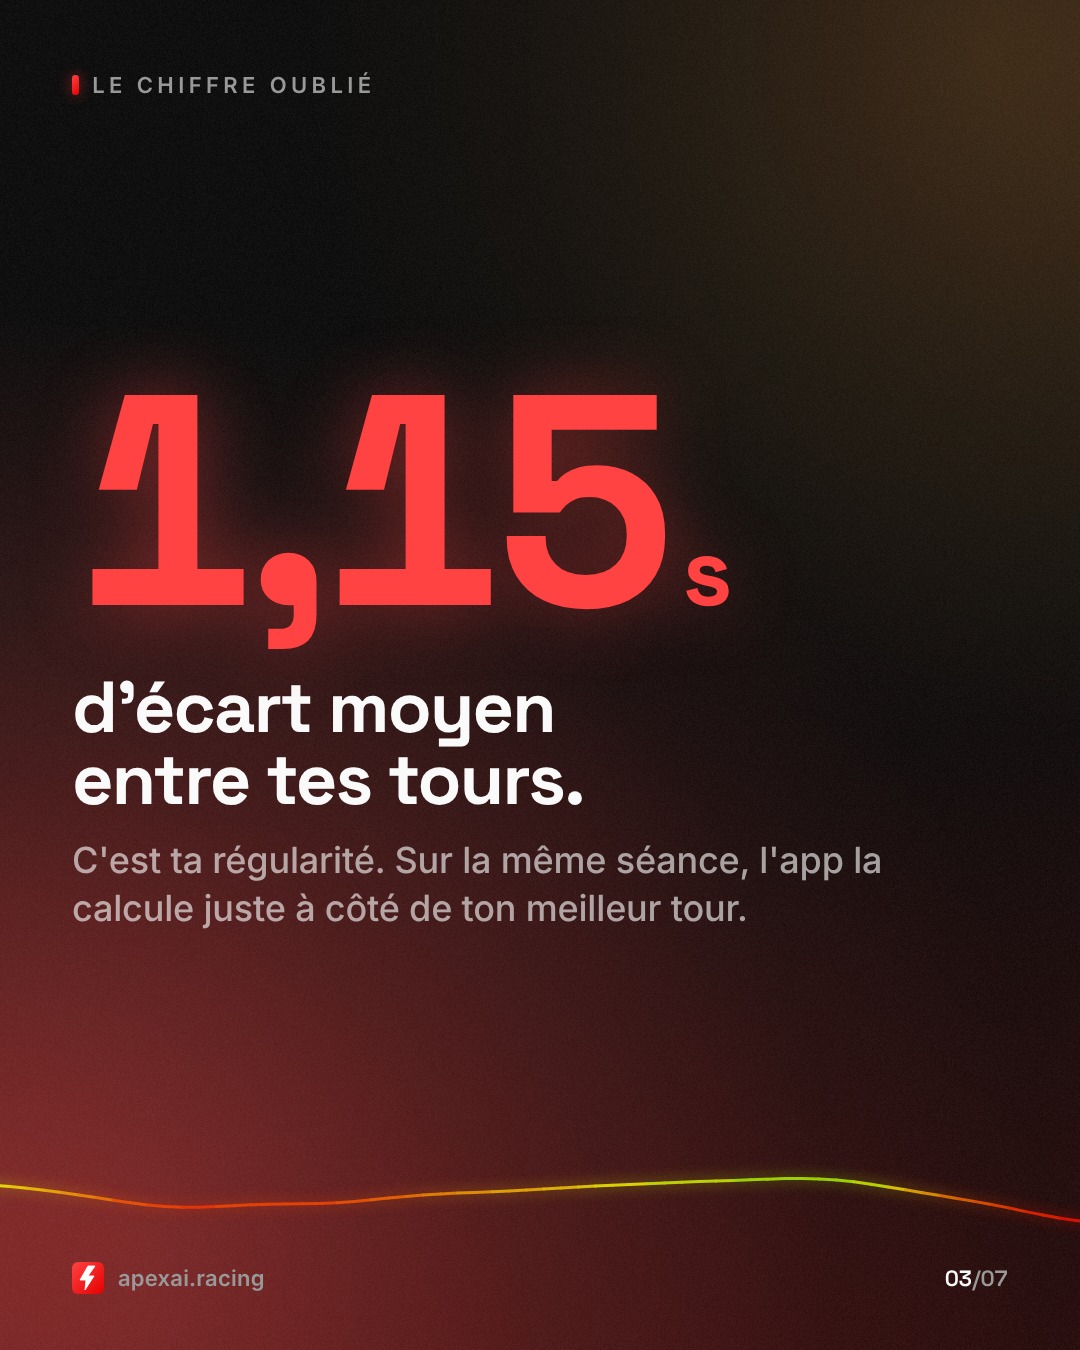 LE CHIFFRE OUBLIÉ
1,15 s
d’écart moyen
entre tes tours.
C'est ta régularité. Sur la même séance, l'app la
calcule juste à côté de ton meilleur tour.
apexai.racing
03/07